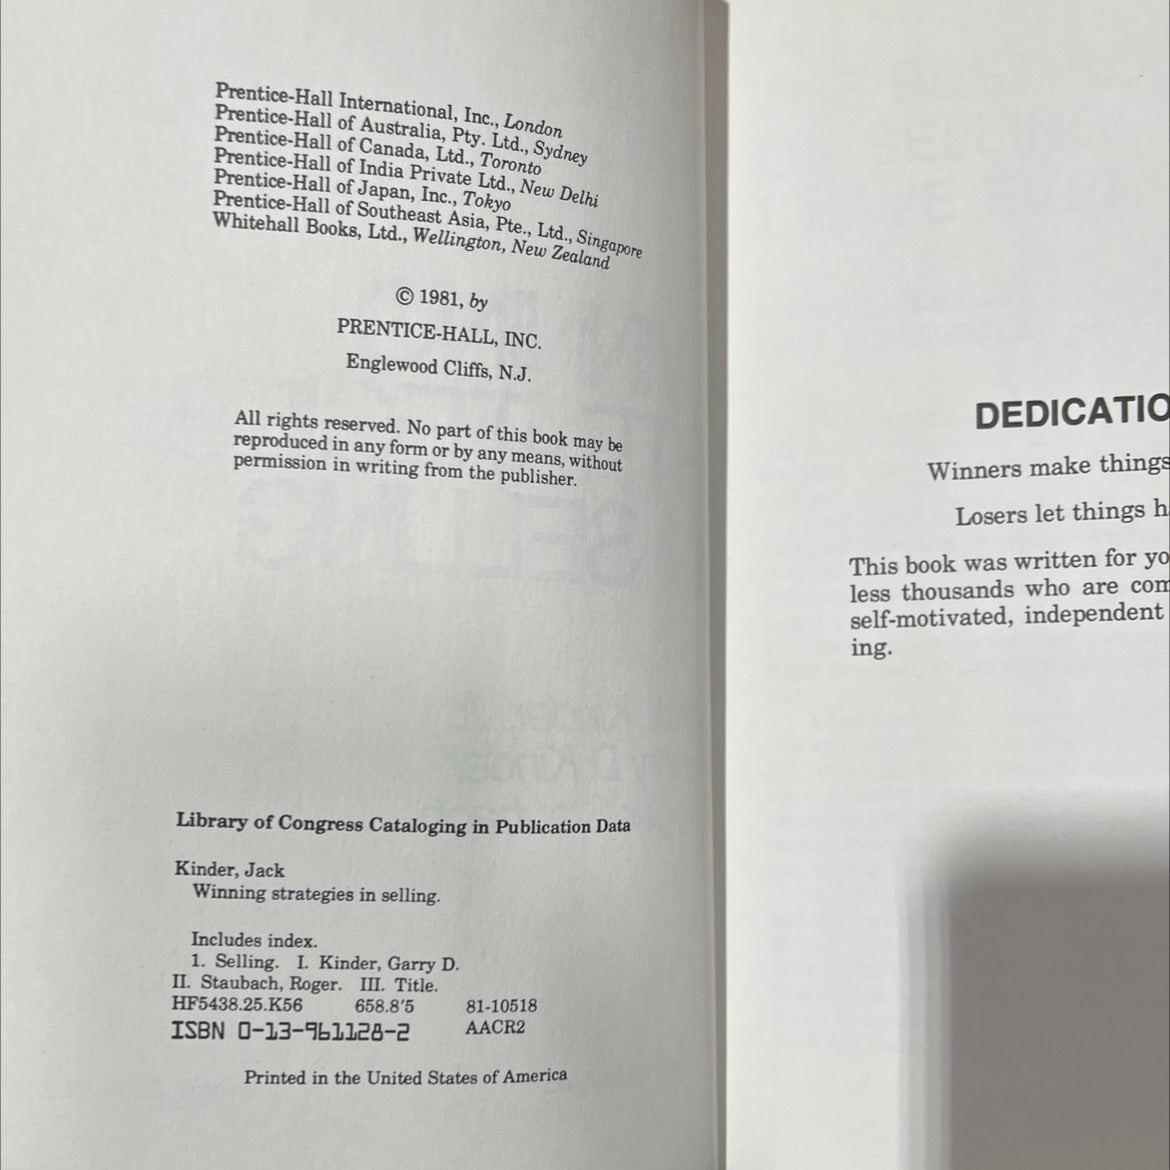 Prentice-Hall International, Inc., London
Prentice-Hall of Australia, Pty. Ltd., Sydney
Prentice-Hall of Canada, Ltd., Toronto
Prentice-Hall of India Private Ltd., New Delhi
Prentice-Hall of Japan, Inc., Tokyo
Prentice-Hall of Southeast Asia, Pte., Ltd., Singapore
Whitehall Books, Ltd., Wellington, New Zealand
© 1981, by
PRENTICE-HALL, INC.
Englewood Cliffs, N.J.
All rights reserved. No part of this book may be
reproduced in any form or by any means, without
permission in writing from the publisher.
Library of Congress Cataloging in Publication Data
Kinder, Jack
Winning strategies in selling.
Includes index.
1. Selling. I. Kinder, Garry D.
II. Staubach, Roger. III. Title.
HF5438.25.K56 658.8'5 81-10518
ISBN 0-13-961128-2 AACR2
Printed in the United States of America
DEDICATIO
Winners make things
Losers let things h
This book was written for yo
less thousands who are com
self-motivated, independent
ing.